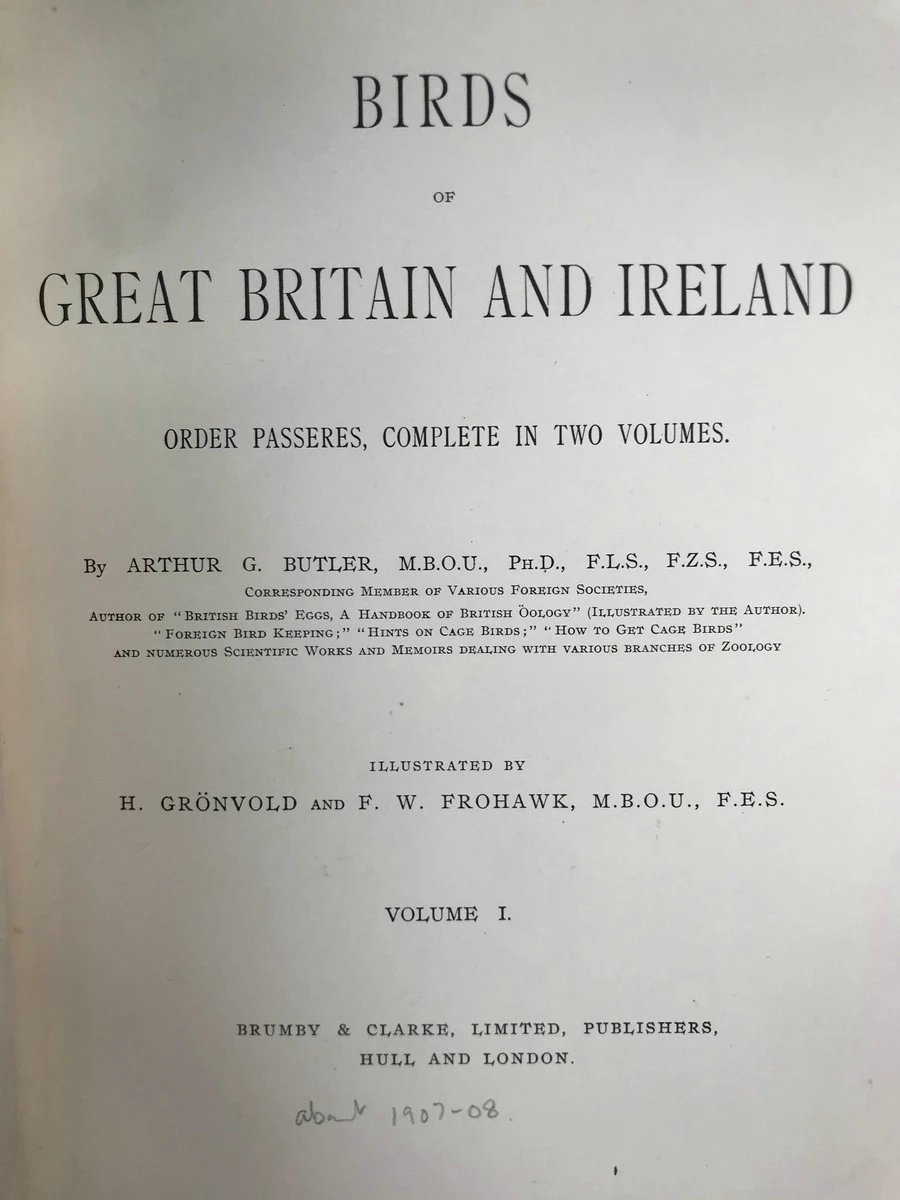 BIRDS
OF
GREAT BRITAIN AND IRELAND
ORDER PASSERES, COMPLETE IN TWO VOLUMES.
By ARTHUR G. BUTLER, M.B.O.U., PH.D., F.L.S., F.Z.S., F.E.S.,
CORRESPONDING MEMBER OF VARIOUS FOREIGN SOCIETIES,
AUTHOR OF "BRITISH BIRDS' EGGS, A HANDBOOK OF BRITISH ÖOLOGY" (ILLUSTRATED BY THE AUTHOR).
"FOREIGN BIRD KEEPING;" "HINTS ON CAGE BIRDS;" "HOW TO GET CAGE BIRDS"
AND NUMEROUS SCIENTIFIC WORKS AND MEMOIRS DEALING WITH VARIOUS BRANCHES OF ZOOLOGY
ILLUSTRATED BY
H. GRÖNVOLD AND F. W. FROHAWK, M.B.O.U., F.E.S.
VOLUME I.
BRUMBY & CLARKE, LIMITED, PUBLISHERS,
HULL AND LONDON.
about 1907-08.